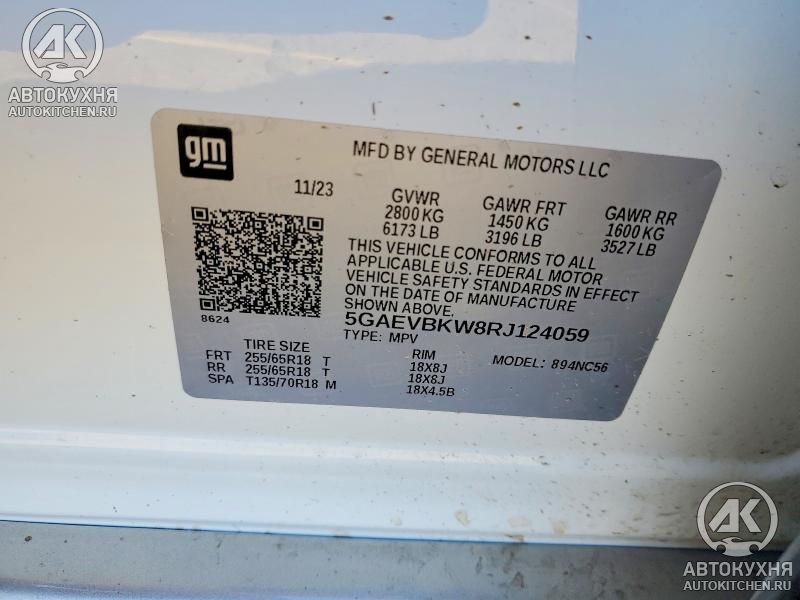 AK
АВТОКУХНЯ
AUTOKITCHEN.RU
gm
MFD BY GENERAL MOTORS LLC
11/23
GVWR GAWR FRT GAWR RR
2800 KG 1450 KG 1600 KG
6173 LB 3196 LB 3527 LB
THIS VEHICLE CONFORMS TO ALL
APPLICABLE U.S. FEDERAL MOTOR
VEHICLE SAFETY STANDARDS IN EFFECT
ON THE DATE OF MANUFACTURE
SHOWN ABOVE.
8624
5GAEVBKW8RJ124059
TYPE: MPV MODEL: 894NC56
TIRE SIZE RIM
FRT 255/65R18 T 18X8J
RR 255/65R18 T 18X8J
SPA T135/70R18 M 18X4.5B
AK
АВТОКУХНЯ
AUTOKITCHEN.RU